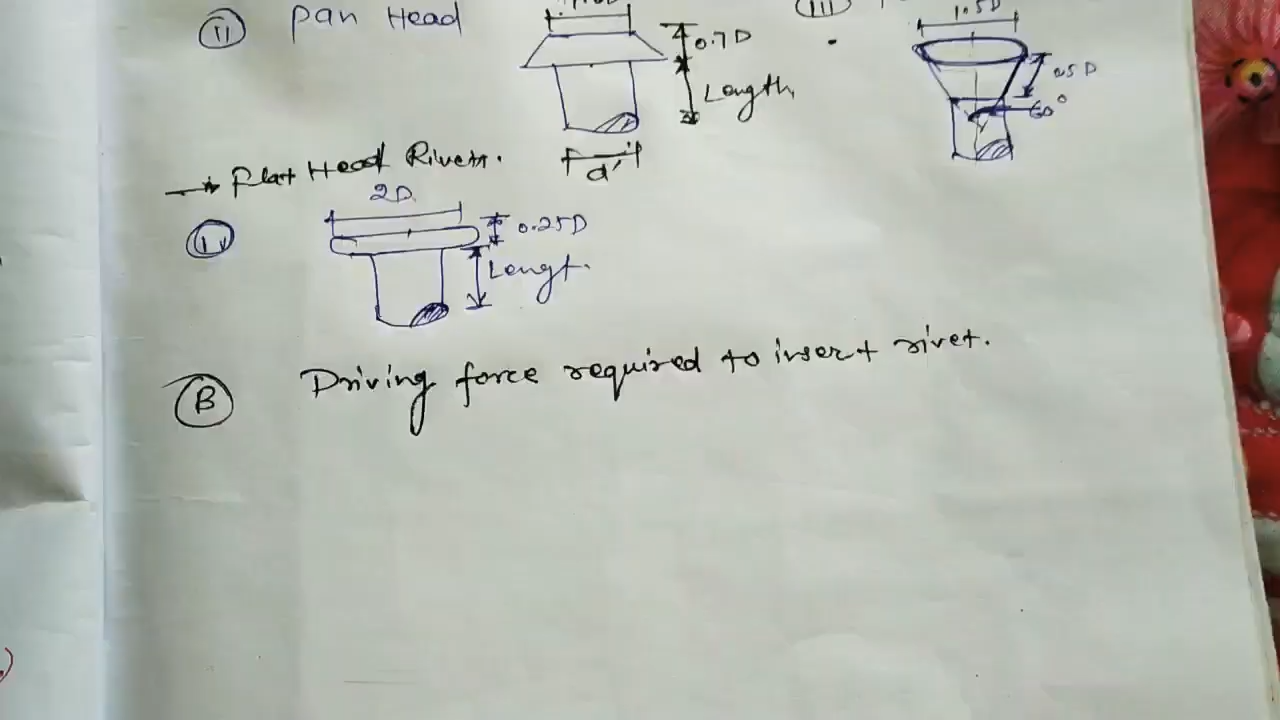 (II) Pan Head
0.7D
Length
d
(III)
1.5D
0.5D
60°
→ Flat Head Rivets.
(IV)
2D
0.25D
Lengt.
(B) Driving force required to insert rivet.